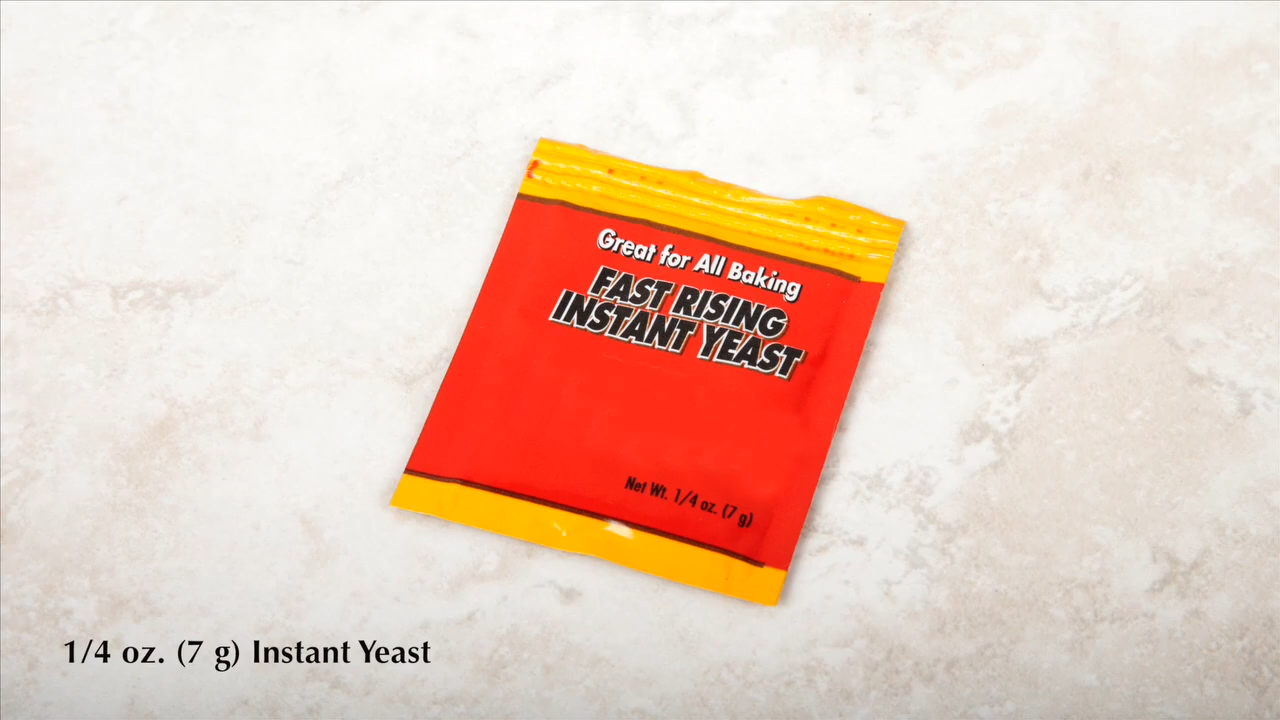 Great for All Baking
FAST RISING
INSTANT YEAST
Net Wt. 1/4 oz. (7 g)
1/4 oz. (7 g) Instant Yeast